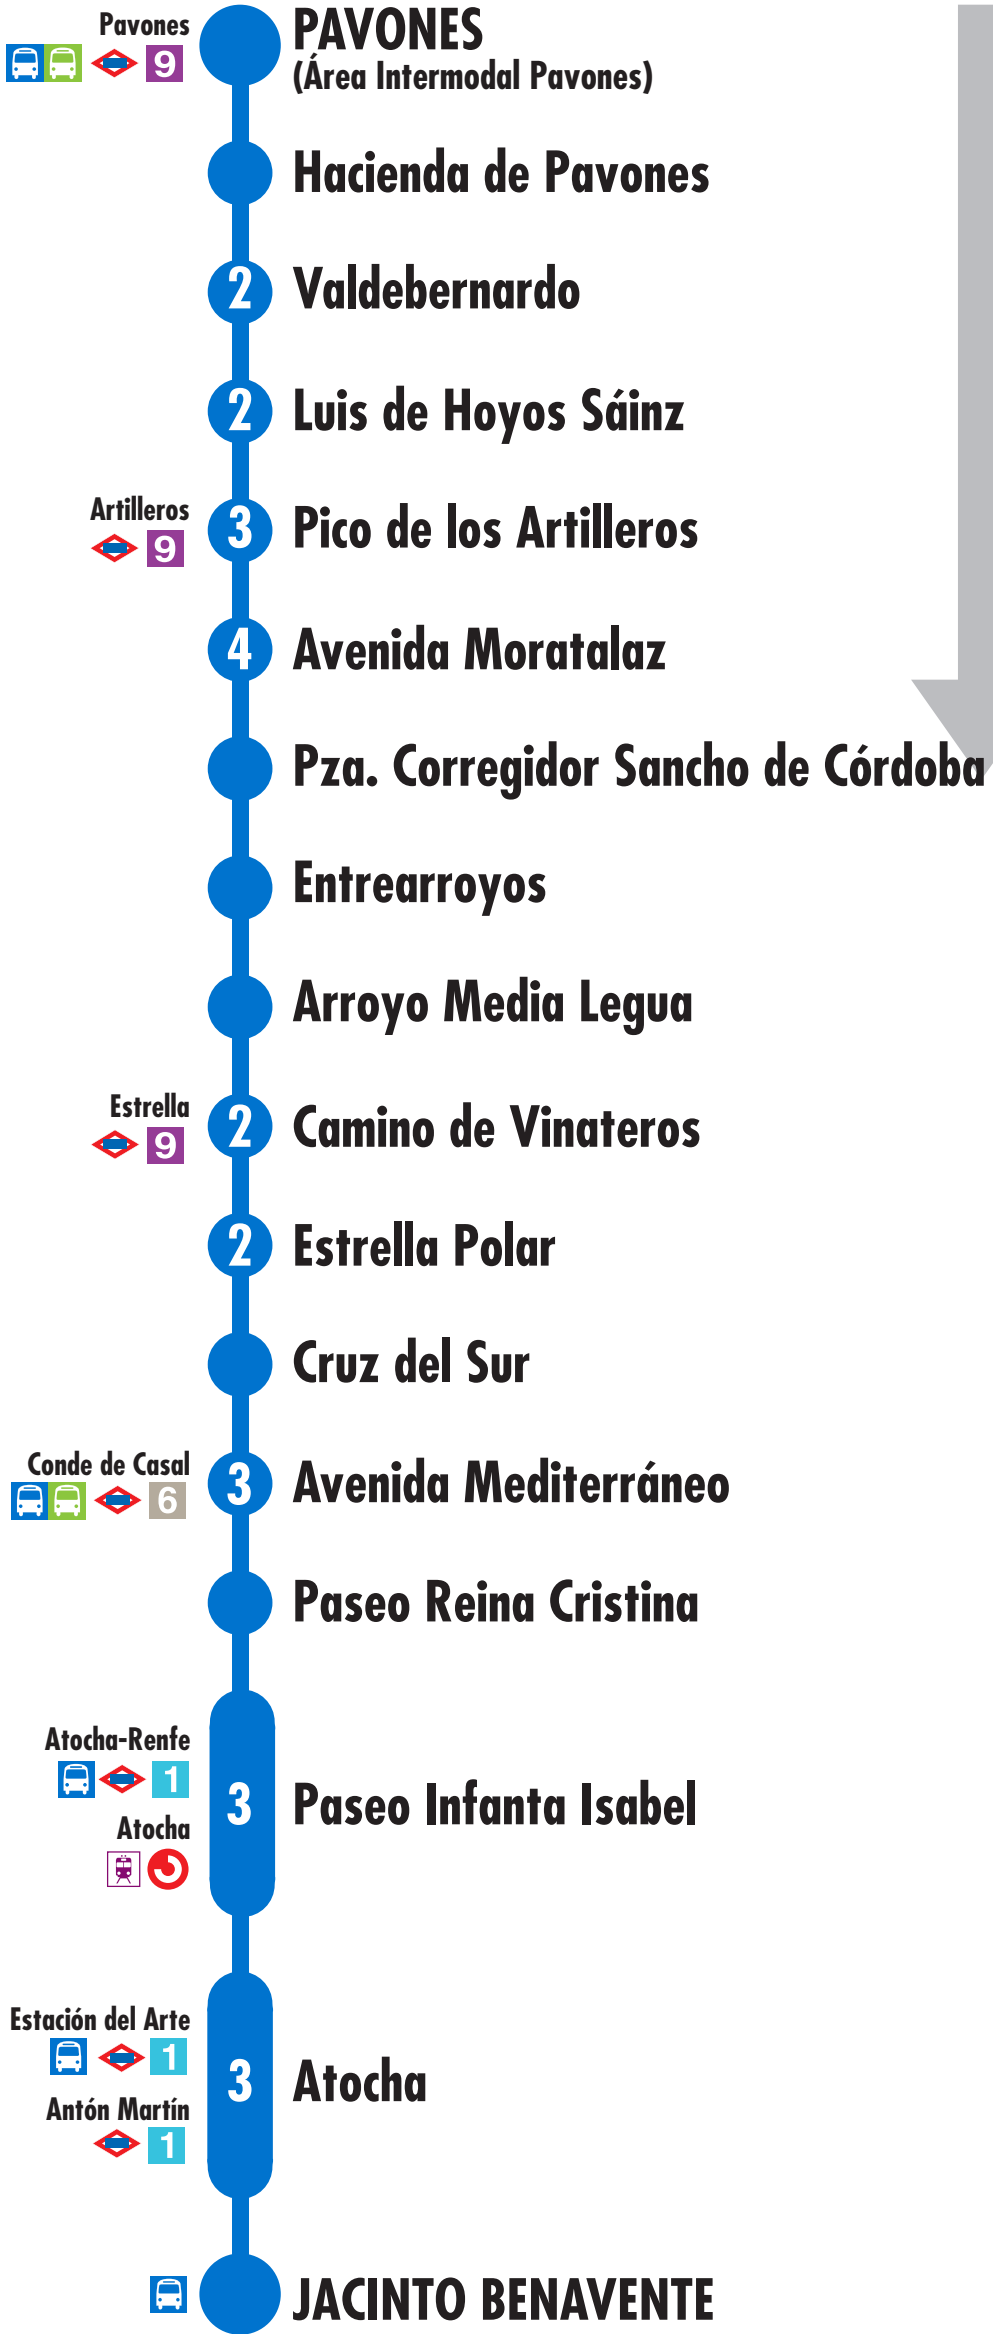 Pavones
9
PAVONES
(Área Intermodal Pavones)
Hacienda de Pavones
2 Valdebernardo
2 Luis de Hoyos Sáinz
Artilleros
9
3 Pico de los Artilleros
4 Avenida Moratalaz
Pza. Corregidor Sancho de Córdoba
Entrearroyos
Arroyo Media Legua
Estrella
9
2 Camino de Vinateros
2 Estrella Polar
Cruz del Sur
Conde de Casal
6
3 Avenida Mediterráneo
Paseo Reina Cristina
Atocha-Renfe
1
Atocha
3 Paseo Infanta Isabel
Estación del Arte
1
Antón Martín
1
3 Atocha
JACINTO BENAVENTE